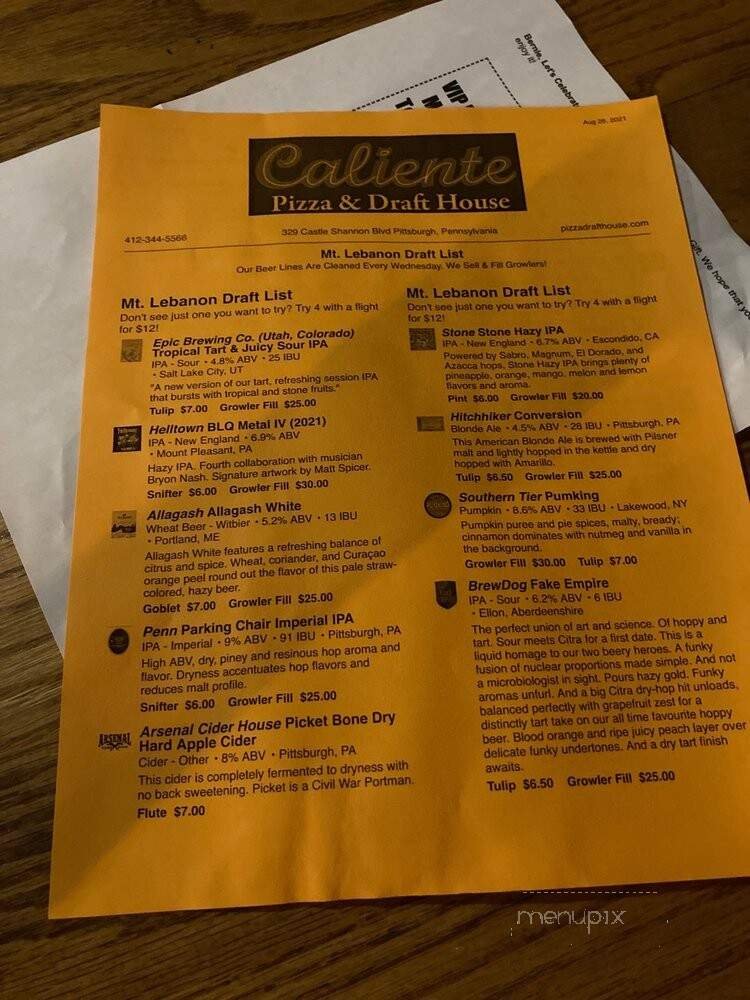 Bernie, Let's Celebrat
enjoy it!
VIP
Aug 26, 2021
Caliente
Pizza & Draft House
412-344-5566
329 Castle Shannon Blvd Pittsburgh, Pennsylvania
pizzadrafthouse.com
Mt. Lebanon Draft List
Our Beer Lines Are Cleaned Every Wednesday. We Sell & Fill Growlers!
Mt. Lebanon Draft List
Don't see just one you want to try? Try 4 with a flight
for $12!
Epic Brewing Co. (Utah, Colorado)
Tropical Tart & Juicy Sour IPA
IPA - Sour • 4.8% ABV • 25 IBU
• Salt Lake City, UT
"A new version of our tart, refreshing session IPA
that bursts with tropical and stone fruits."
Tulip $7.00 Growler Fill $25.00
Helltown BLQ Metal IV (2021)
IPA - New England • 6.9% ABV
• Mount Pleasant, PA
Hazy IPA. Fourth collaboration with musician
Bryon Nash. Signature artwork by Matt Spicer.
Snifter $6.00 Growler Fill $30.00
Allagash Allagash White
Wheat Beer - Witbier • 5.2% ABV • 13 IBU
• Portland, ME
Allagash White features a refreshing balance of
citrus and spice. Wheat, coriander, and Curaçao
orange peel round out the flavor of this pale straw-
colored, hazy beer.
Goblet $7.00 Growler Fill $25.00
Penn Parking Chair Imperial IPA
IPA - Imperial • 9% ABV • 91 IBU • Pittsburgh, PA
High ABV, dry, piney and resinous hop aroma and
flavor. Dryness accentuates hop flavors and
reduces malt profile.
Snifter $6.00 Growler Fill $25.00
ARSENAL
Arsenal Cider House Picket Bone Dry
Hard Apple Cider
Cider - Other • 8% ABV • Pittsburgh, PA
This cider is completely fermented to dryness with
no back sweetening. Picket is a Civil War Portman.
Flute $7.00
Mt. Lebanon Draft List
Don't see just one you want to try? Try 4 with a flight
for $12!
Stone Stone Hazy IPA
IPA - New England • 6.7% ABV • Escondido, CA
Powered by Sabro, Magnum, El Dorado, and
Azacca hops, Stone Hazy IPA brings plenty of
pineapple, orange, mango, melon and lemon
flavors and aroma.
Pint $6.00 Growler Fill $20.00
Hitchhiker Conversion
Blonde Ale • 4.5% ABV • 28 IBU • Pittsburgh, PA
This American Blonde Ale is brewed with Pilsner
malt and lightly hopped in the kettle and dry
hopped with Amarillo.
Tulip $6.50 Growler Fill $25.00
Southern Tier Pumking
Pumpkin • 8.6% ABV • 33 IBU • Lakewood, NY
Pumpkin puree and pie spices, malty, bready;
cinnamon dominates with nutmeg and vanilla in
the background.
Growler Fill $30.00 Tulip $7.00
BrewDog Fake Empire
IPA - Sour • 6.2% ABV • 6 IBU
• Ellon, Aberdeenshire
The perfect union of art and science. Of hoppy and
tart. Sour meets Citra for a first date. This is a
liquid homage to our two beery heroes. A funky
fusion of nuclear proportions made simple. And not
a microbiologist in sight. Pours hazy gold. Funky
aromas unfurl. And a big Citra dry-hop hit unloads,
balanced perfectly with grapefruit zest for a
distinctly tart take on our all time favourite hoppy
beer. Blood orange and ripe juicy peach layer over
delicate funky undertones. And a dry tart finish
awaits.
Tulip $6.50 Growler Fill $25.00
Gift. We hope that you
menupix